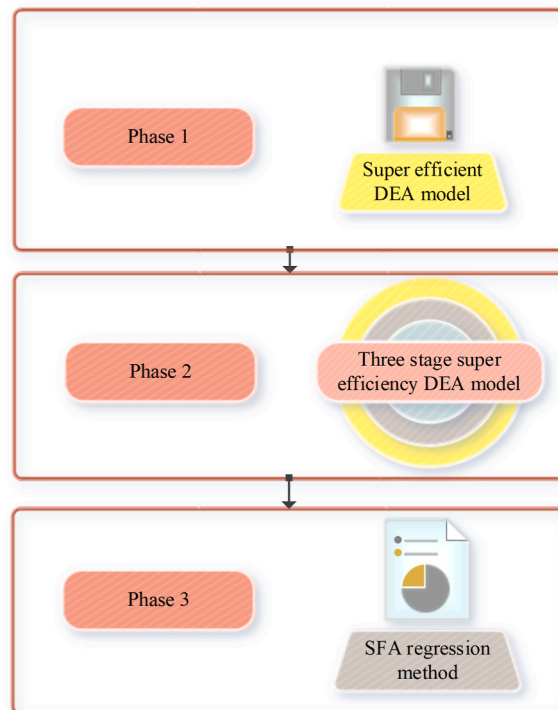 Phase 1
Super efficient
DEA model
Phase 2
Three stage super
efficiency DEA model
Phase 3
SFA regression
method